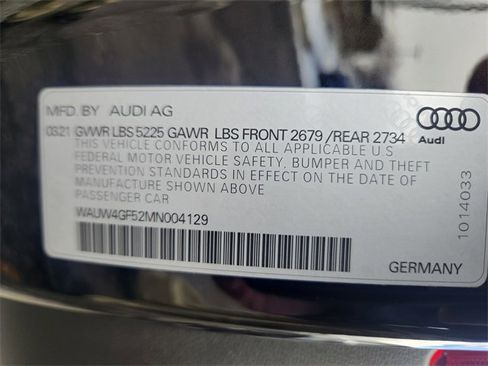 MFD. BY AUDI AG
03.21 GVWR LBS 5225 GAWR LBS FRONT 2679 /REAR 2734
THIS VEHICLE CONFORMS TO ALL APPLICABLE U.S
FEDERAL MOTOR VEHICLE SAFETY, BUMPER AND THEFT
PREVENTION STANDARDS IN EFFECT ON THE DATE OF
MANUFACTURE SHOWN ABOVE
PASSENGER CAR
WAUW4GF52MN004129
Audi
1014033
GERMANY